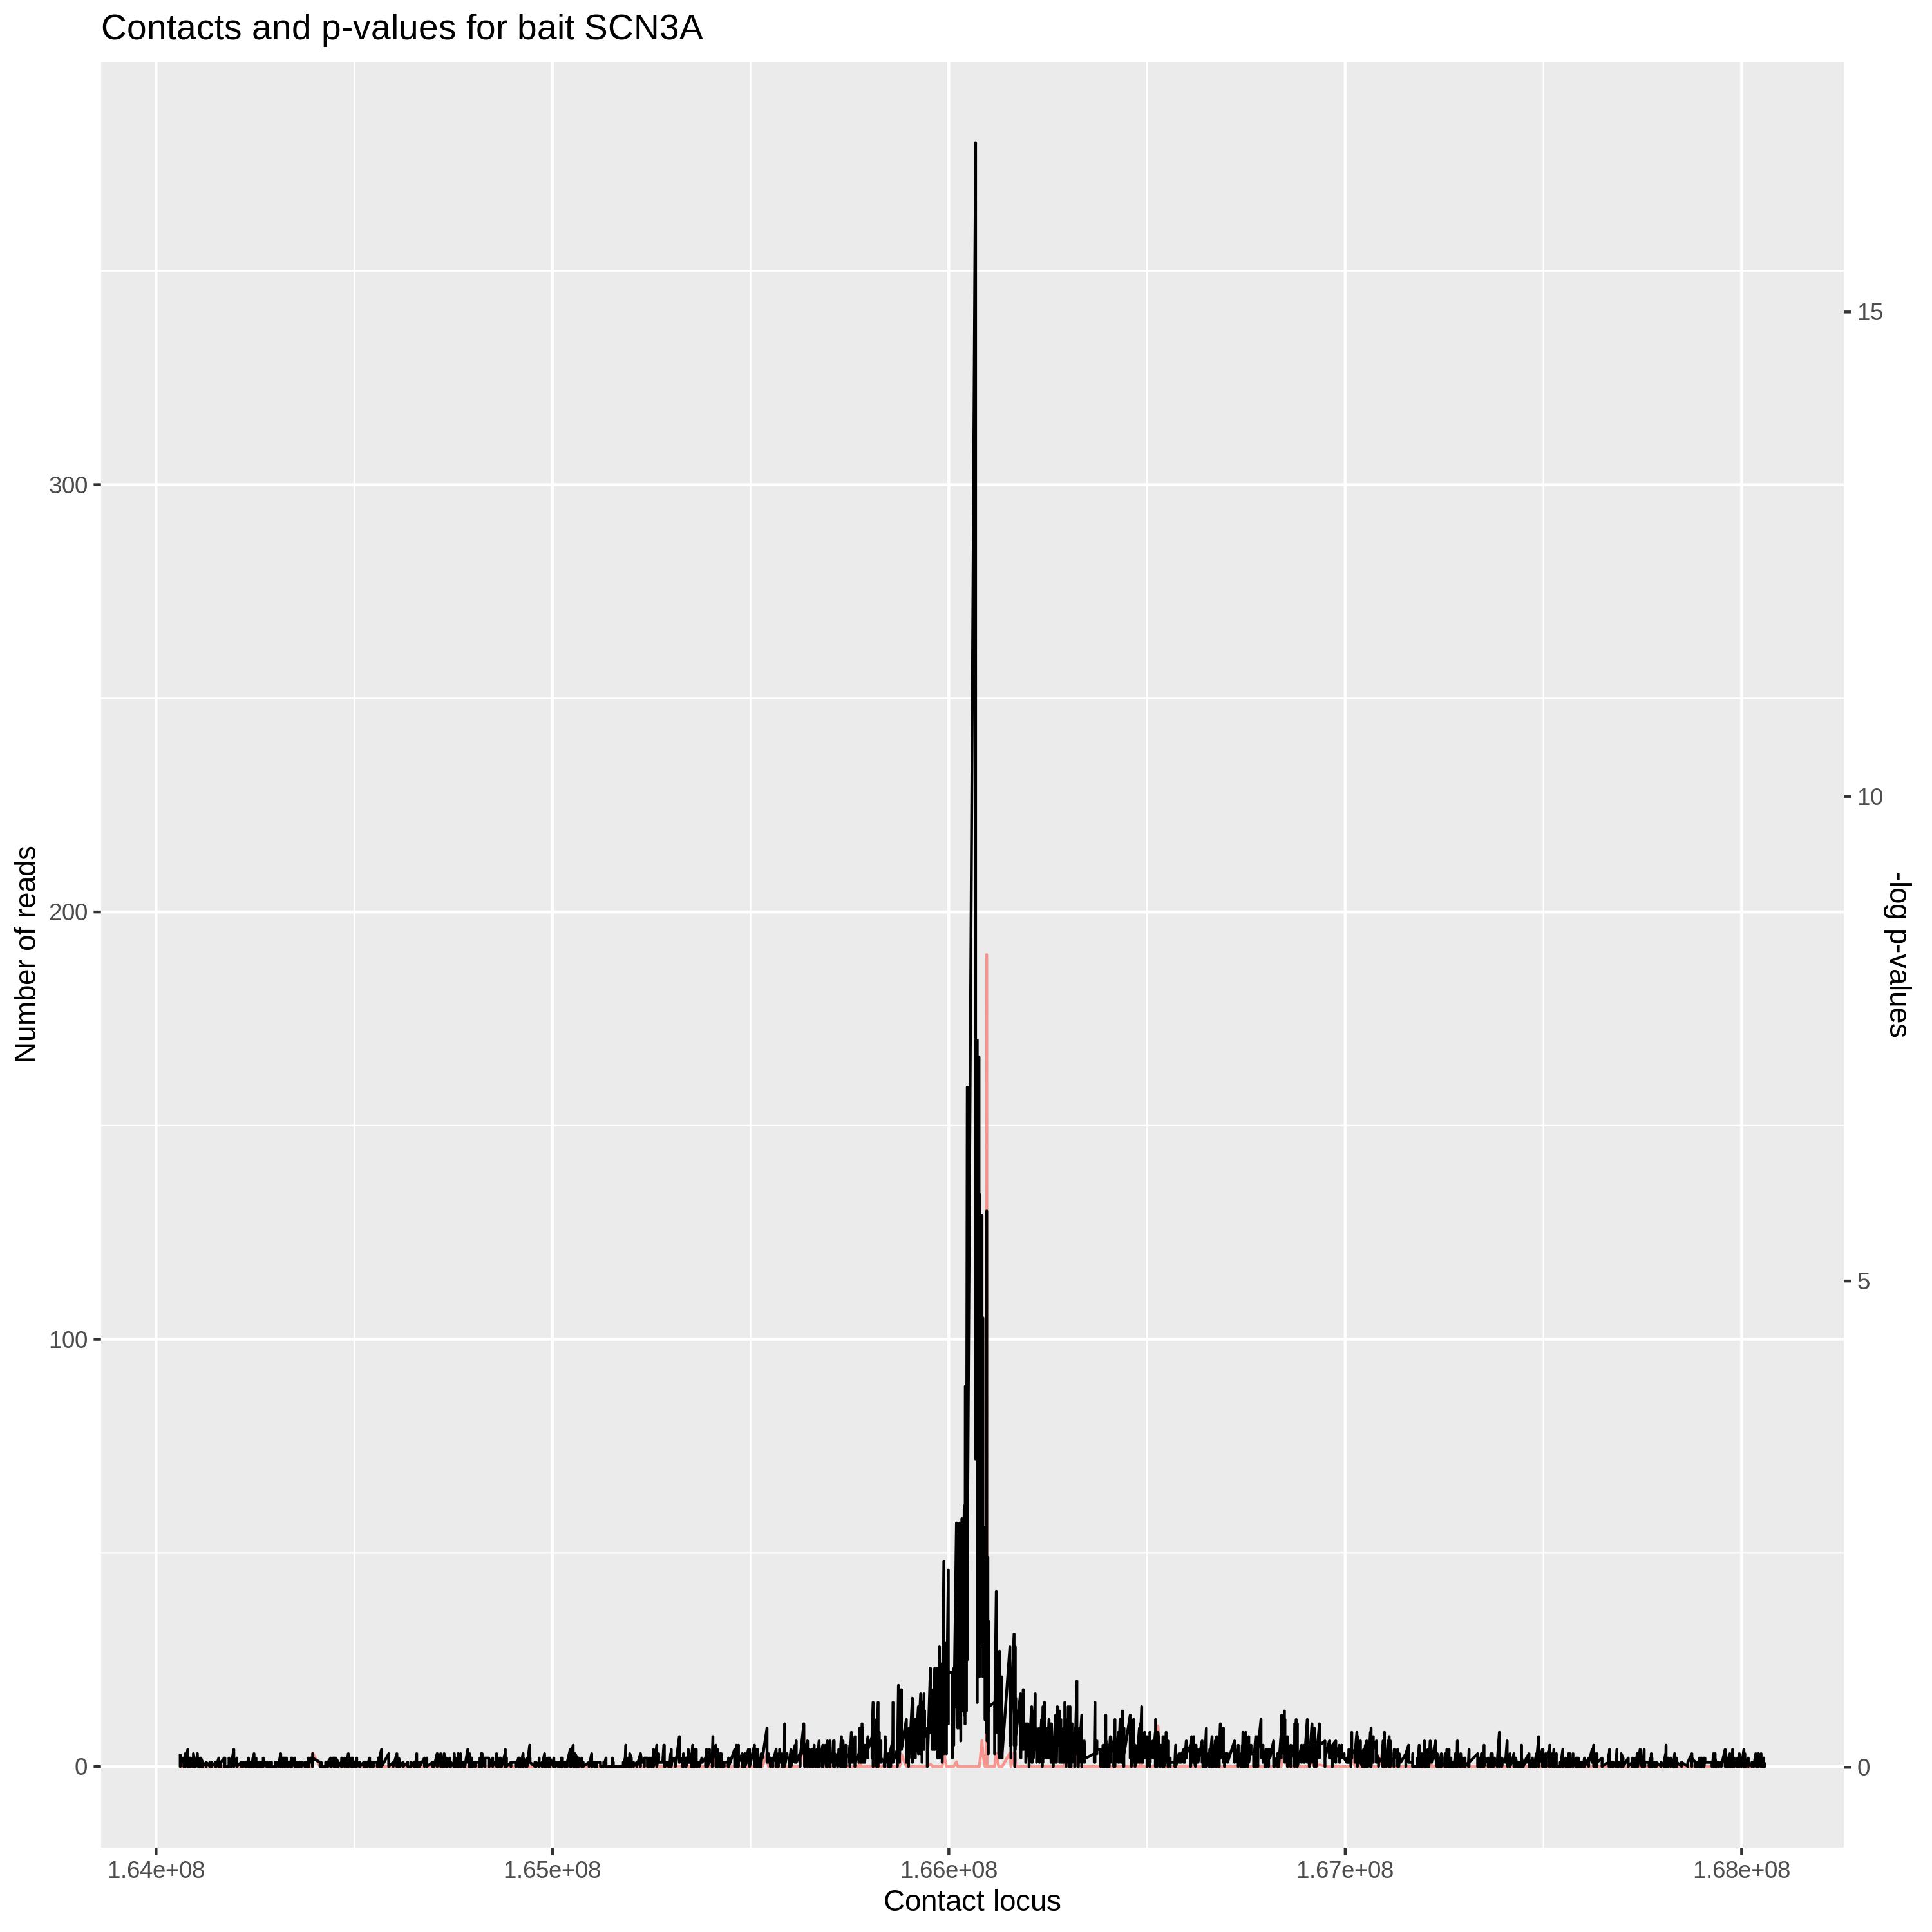 Contacts and p-values for bait SCN3A
Number of reads
300
200
100
0
15
10
5
0
-log p-values
1.64e+08 1.65e+08 1.66e+08 1.67e+08 1.68e+08
Contact locus